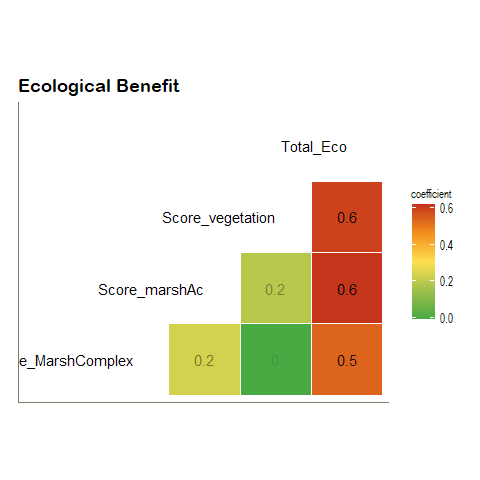 Ecological Benefit
Total_Eco
coefficient
Score_vegetation
0.6
0.6
0.4
Score_marshAc
0.2
0.6
0.2
0.0
e_MarshComplex
0.2
0
0.5